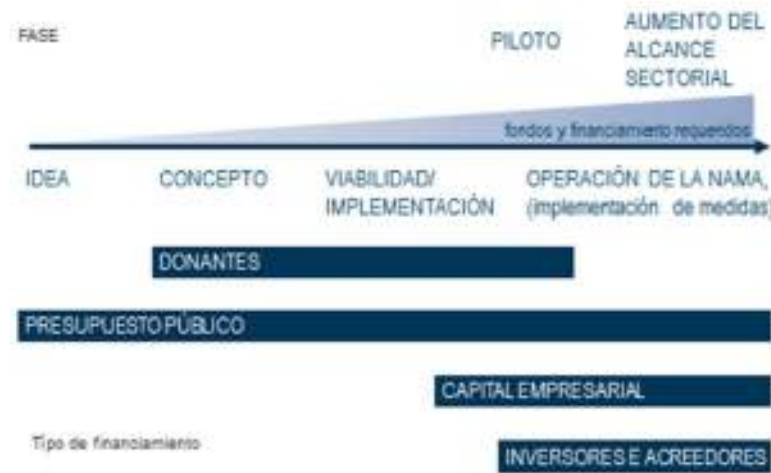 FASE
PILOTO
AUMENTO DEL
ALCANCE
SECTORIAL
fondos y financiamiento requeridos
IDEA
CONCEPTO
VIABILIDAD/
IMPLEMENTACIÓN
OPERACIÓN DE LA NAMA,
(implementación de medidas)
DONANTES
PRESUPUESTO PÚBLICO
CAPITAL EMPRESARIAL
Tipo de financiamiento
INVERSORES E ACREEDORES